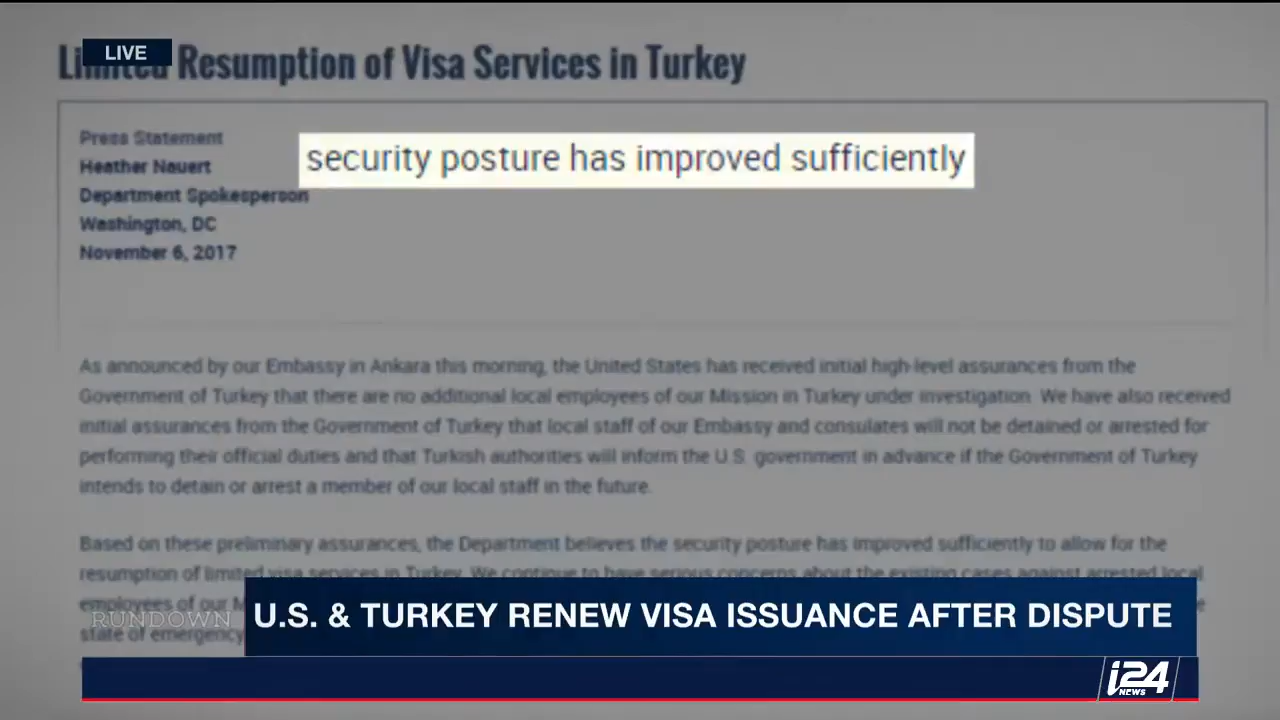 LIVE
Limited Resumption of Visa Services in Turkey
Press Statement
security posture has improved sufficiently
Heather Nauert
Department Spokesperson
Washington, DC
November 6, 2017
As announced by our Embassy in Ankara this morning, the United States has received initial high-level assurances from the
Government of Turkey that there are no additional local employees of our Mission in Turkey under investigation. We have also received
initial assurances from the Government of Turkey that local staff of our Embassy and consulates will not be detained or arrested for
performing their official duties and that Turkish authorities will inform the U.S. government in advance if the Government of Turkey
intends to detain or arrest a member of our local staff in the future.
Based on these preliminary assurances, the Department believes the security posture has improved sufficiently to allow for the
resumption of limited visa services in Turkey. We continue to have serious concerns about the existing cases against arrested local
employees of our M
state of emergency
RUNDOWN
U.S. & TURKEY RENEW VISA ISSUANCE AFTER DISPUTE
i24
NEWS